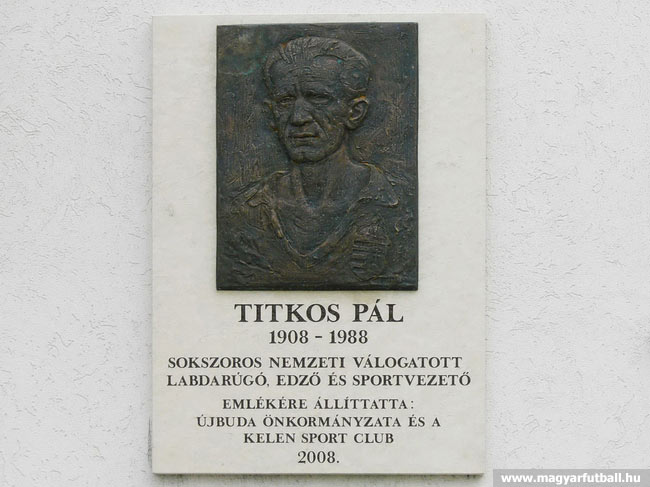 TITKOS PÁL
1908 - 1988
SOKSZOROS NEMZETI VÁLOGATOTT
LABDARÚGÓ, EDZŐ ÉS SPORTVEZETŐ
EMLÉKÉRE ÁLLÍTTATTA:
ÚJBUDA ÖNKORMÁNYZATA ÉS A
KELEN SPORT CLUB
2008.
www.magyarfutball.hu